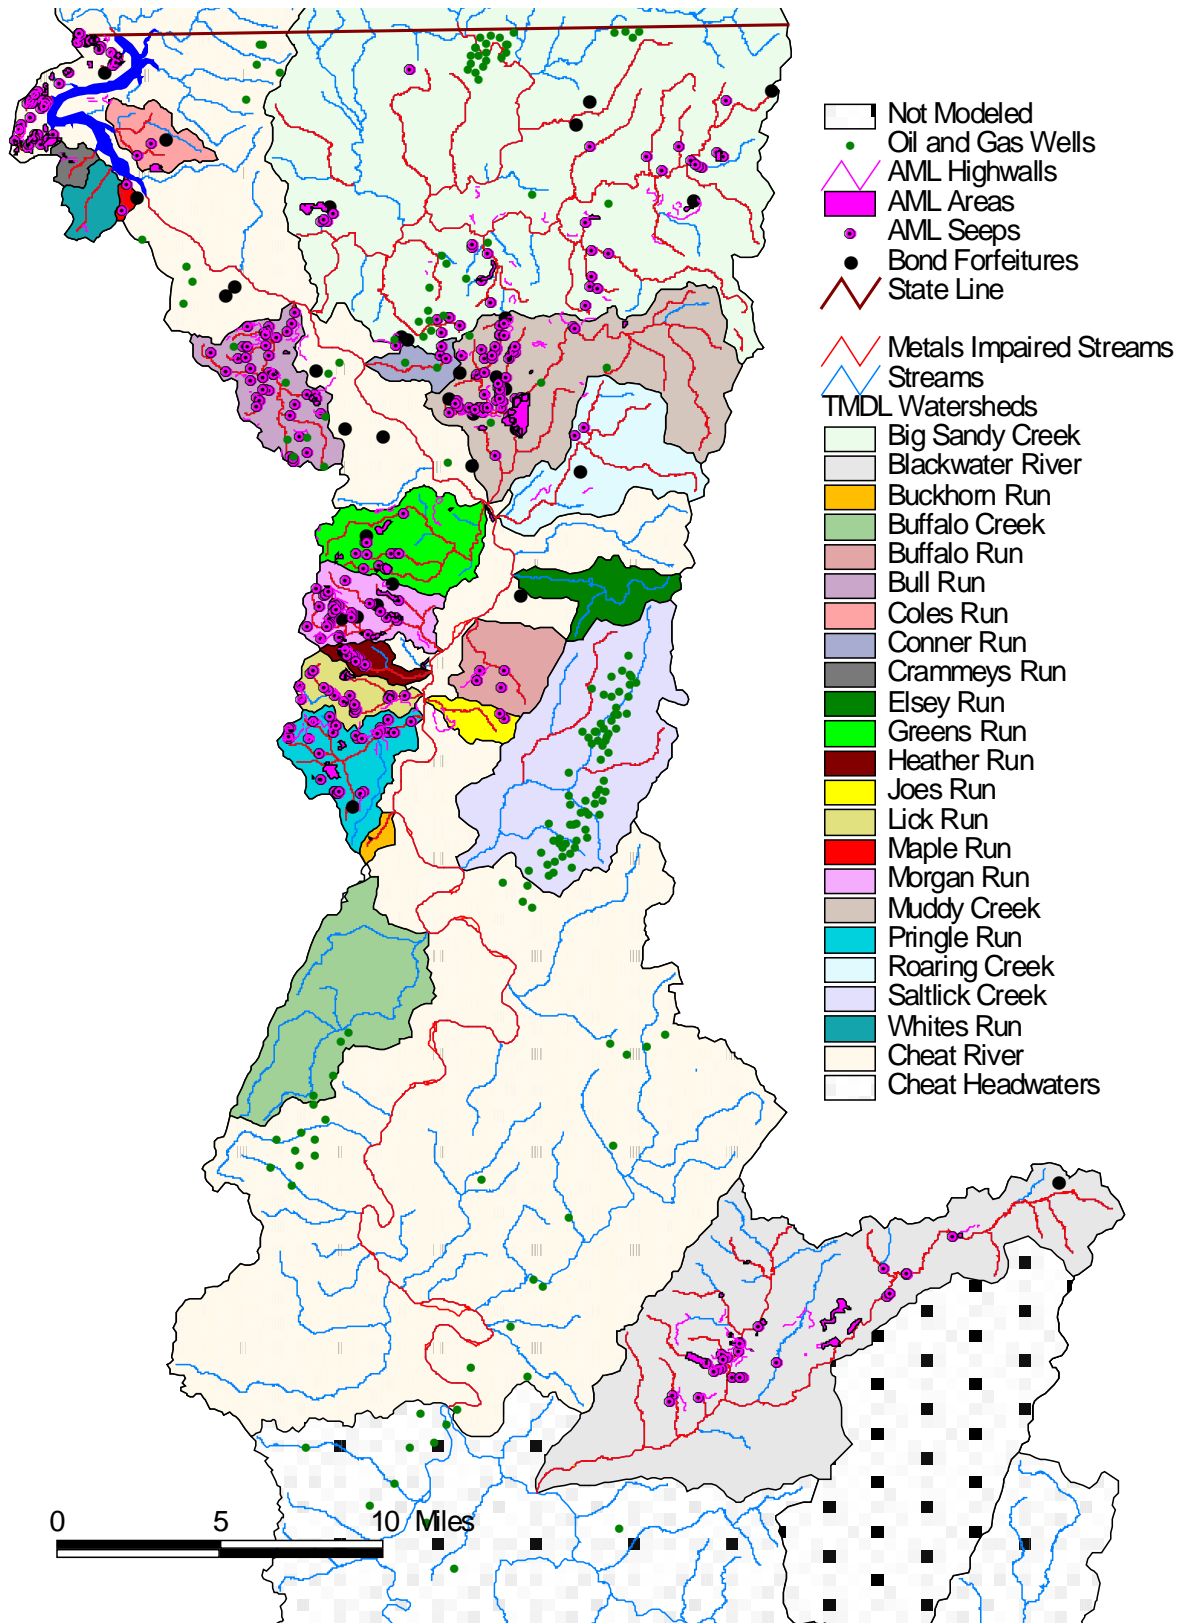 Not Modeled
Oil and Gas Wells
AML Highwalls
AML Areas
AML Seeps
Bond Forfeitures
State Line
Metals Impaired Streams
Streams
TMDL Watersheds
Big Sandy Creek
Blackwater River
Buckhorn Run
Buffalo Creek
Buffalo Run
Bull Run
Coles Run
Conner Run
Crammeys Run
Elsey Run
Greens Run
Heather Run
Joes Run
Lick Run
Maple Run
Morgan Run
Muddy Creek
Pringle Run
Roaring Creek
Saltlick Creek
Whites Run
Cheat River
Cheat Headwaters
0 5 10 Miles